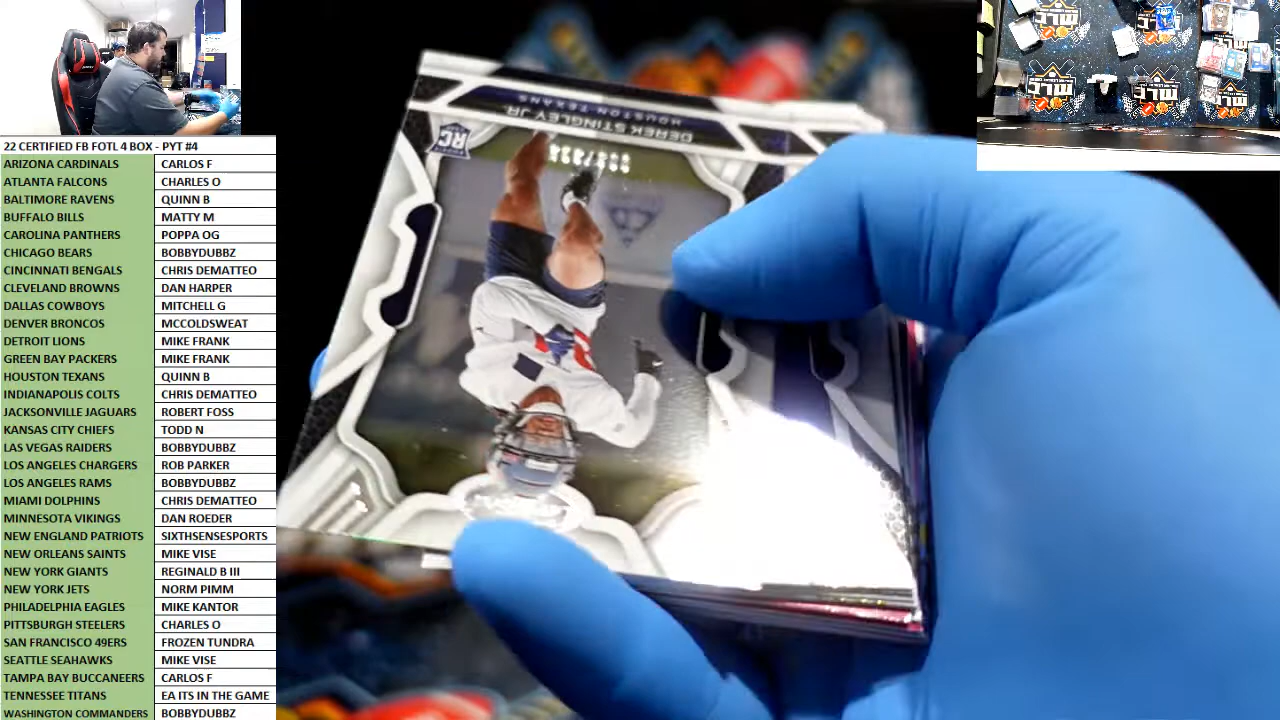 22 CERTIFIED FB FOTL 4 BOX - PYT #4
ARIZONA CARDINALS CARLOS F
ATLANTA FALCONS CHARLES O
BALTIMORE RAVENS QUINN B
BUFFALO BILLS MATTY M
CAROLINA PANTHERS POPPA OG
CHICAGO BEARS BOBBYDUBBZ
CINCINNATI BENGALS CHRIS DEMATTEO
CLEVELAND BROWNS DAN HARPER
DALLAS COWBOYS MITCHELL G
DENVER BRONCOS MCCOLDSWEAT
DETROIT LIONS MIKE FRANK
GREEN BAY PACKERS MIKE FRANK
HOUSTON TEXANS QUINN B
INDIANAPOLIS COLTS CHRIS DEMATTEO
JACKSONVILLE JAGUARS ROBERT FOSS
KANSAS CITY CHIEFS TODD N
LAS VEGAS RAIDERS BOBBYDUBBZ
LOS ANGELES CHARGERS ROB PARKER
LOS ANGELES RAMS BOBBYDUBBZ
MIAMI DOLPHINS CHRIS DEMATTEO
MINNESOTA VIKINGS DAN ROEDER
NEW ENGLAND PATRIOTS SIXTHSENSESPORTS
NEW ORLEANS SAINTS MIKE VISE
NEW YORK GIANTS REGINALD B III
NEW YORK JETS NORM PIMM
PHILADELPHIA EAGLES MIKE KANTOR
PITTSBURGH STEELERS CHARLES O
SAN FRANCISCO 49ERS FROZEN TUNDRA
SEATTLE SEAHAWKS MIKE VISE
TAMPA BAY BUCCANEERS CARLOS F
TENNESSEE TITANS EA ITS IN THE GAME
WASHINGTON COMMANDERS BOBBYDUBBZ
DEREK STINGLEY JR.
HOUSTON TEXANS
RC